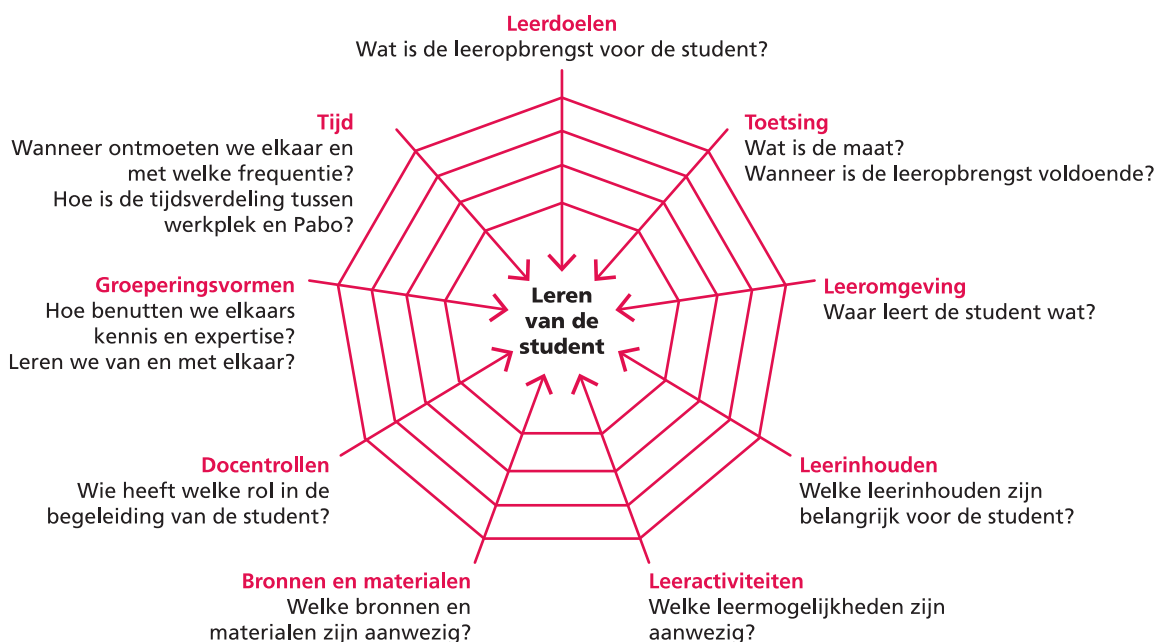 Leerdoelen
Wat is de leeropbrengst voor de student?
Toetsing
Wat is de maat?
Wanneer is de leeropbrengst voldoende?
Leeromgeving
Waar leert de student wat?
Leerinhouden
Welke leerinhouden zijn
belangrijk voor de student?
Leeractiviteiten
Welke leermogelijkheden zijn
aanwezig?
Bronnen en materialen
Welke bronnen en
materialen zijn aanwezig?
Docentrollen
Wie heeft welke rol in de
begeleiding van de student?
Groeperingsvormen
Hoe benutten we elkaars
kennis en expertise?
Leren we van en met elkaar?
Tijd
Wanneer ontmoeten we elkaar en
met welke frequentie?
Hoe is de tijdsverdeling tussen
werkplek en Pabo?
Leren
van de
student